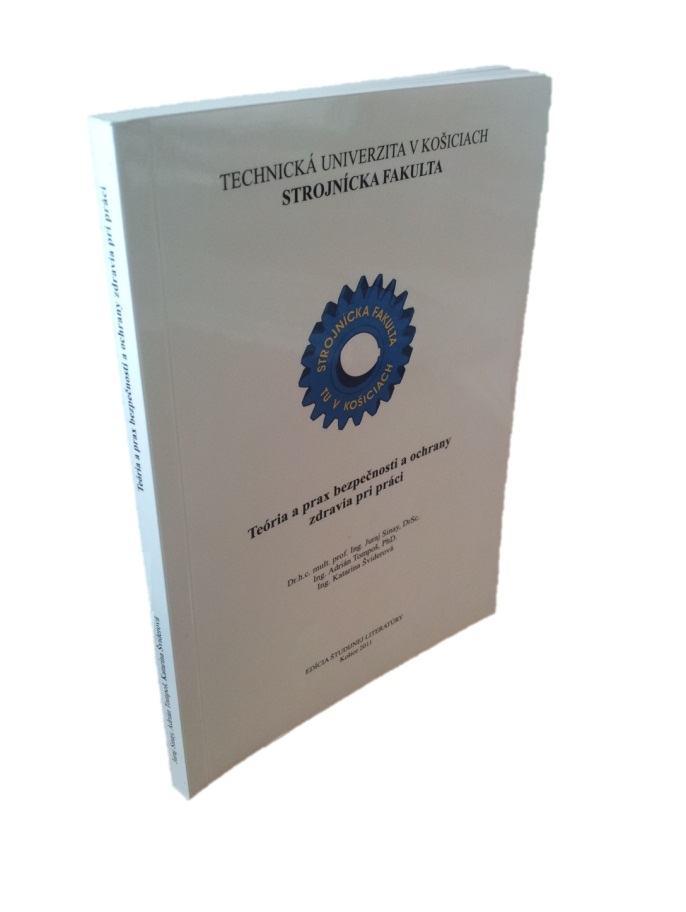 TECHNICKÁ UNIVERZITA V KOŠICIACH
STROJNÍCKA FAKULTA
STROJNÍCKA FAKULTA
TU V KOŠICIACH
Teória a prax bezpečnosti a ochrany
zdravia pri práci
Dr.h.c. mult. prof. Ing. Juraj Sinay, DrSc.
Ing. Adrián Tompoš, PhD.
Ing. Katarína Šviderová
EDÍCIA ŠTUDIJNEJ LITERATÚRY
Košice 2011
Teória a prax bezpečnosti a ochrany zdravia pri práci
Juraj Sinay, Adrián Tompoš, Katarína Šviderová